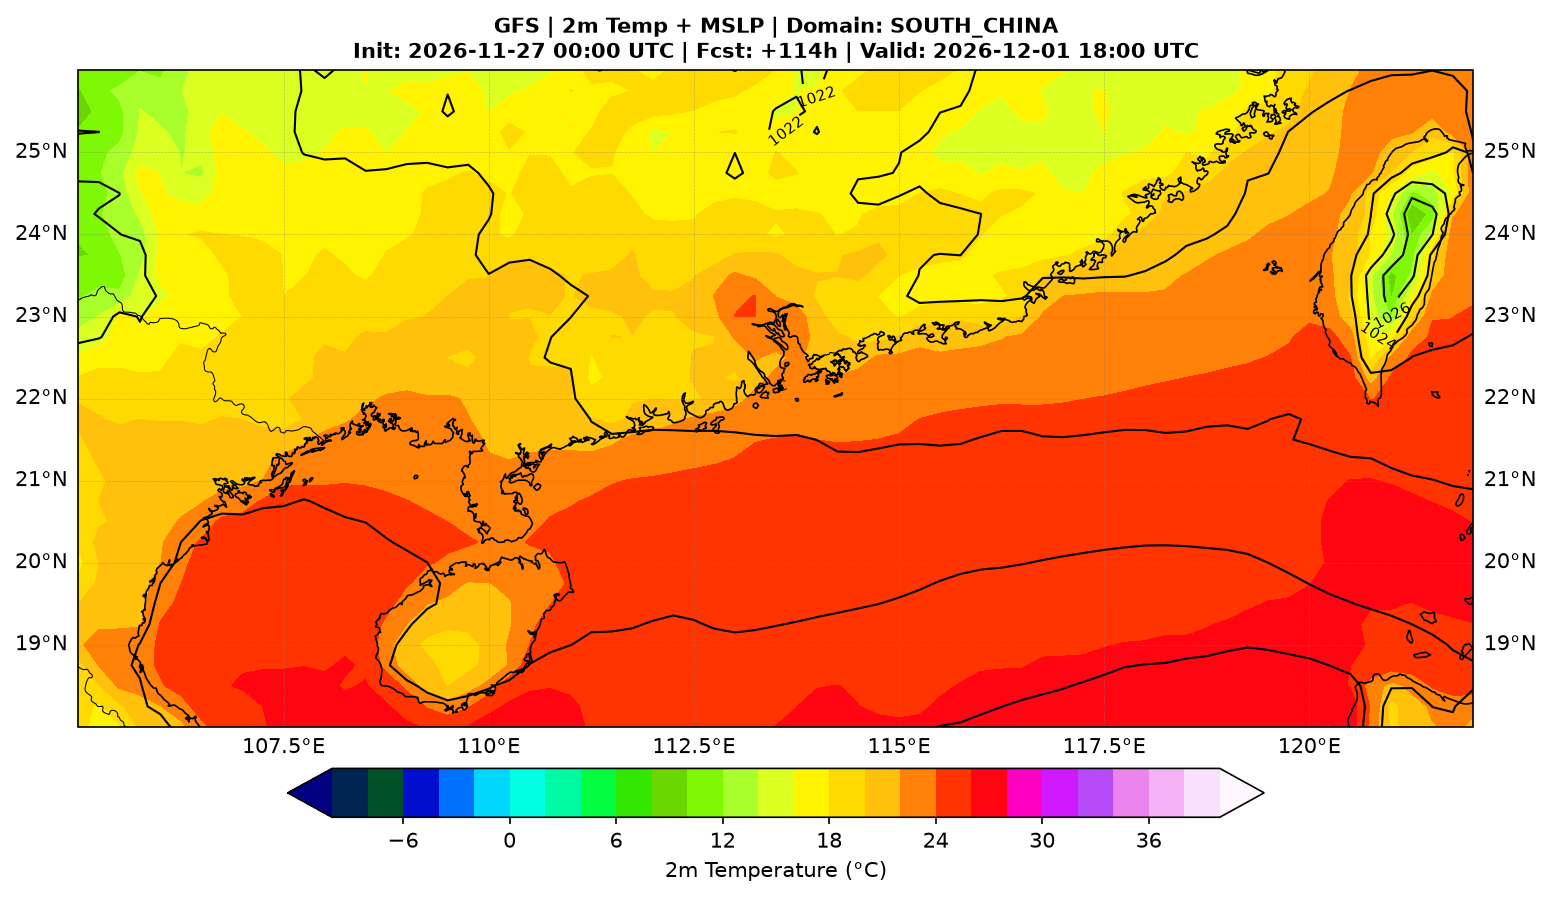 GFS | 2m Temp + MSLP | Domain: SOUTH_CHINA
Init: 2026-11-27 00:00 UTC | Fcst: +114h | Valid: 2026-12-01 18:00 UTC
1022
1022
25°N 25°N
24°N 24°N
23°N 23°N
1026
1024
22°N 22°N
21°N 21°N
20°N 20°N
19°N 19°N
107.5°E 110°E 112.5°E 115°E 117.5°E 120°E
−6 0 6 12 18 24 30 36
2m Temperature (°C)